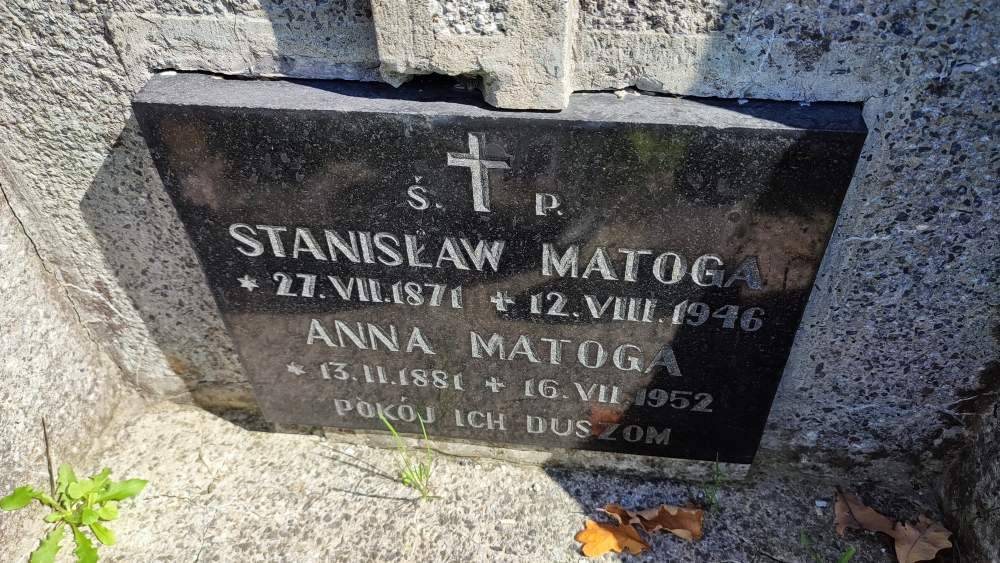 Ś. P.
STANISŁAW MATOGA
* 27.VII.1871 + 12.VIII.1946
ANNA MATOGA
* 13.II.1881 + 16.VII.1952
POKÓJ ICH DUSZOM